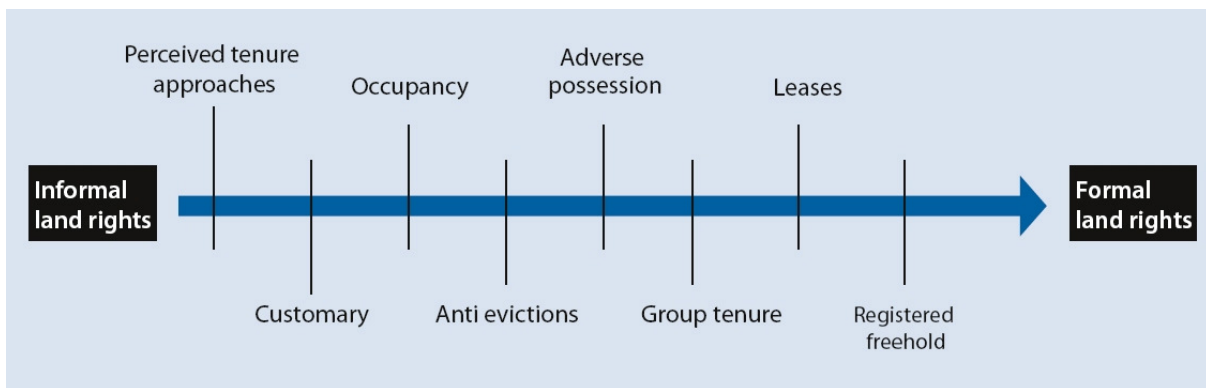 Perceived tenure
approaches
Occupancy
Adverse
possession
Leases
Informal
land rights
Formal
land rights
Customary
Anti evictions
Group tenure
Registered
freehold